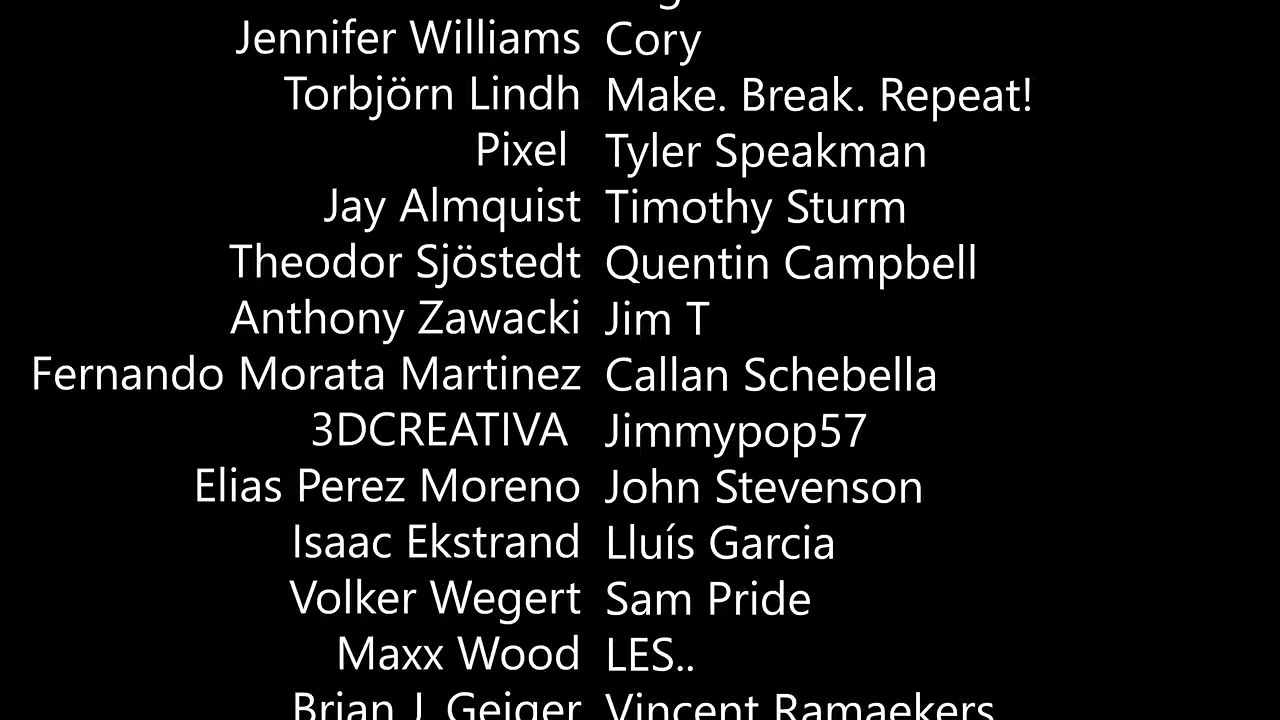 Jennifer Williams Cory
Torbjörn Lindh Make. Break. Repeat!
Pixel Tyler Speakman
Jay Almquist Timothy Sturm
Theodor Sjöstedt Quentin Campbell
Anthony Zawacki Jim T
Fernando Morata Martinez Callan Schebella
3DCREATIVA Jimmypop57
Elias Perez Moreno John Stevenson
Isaac Ekstrand Lluís Garcia
Volker Wegert Sam Pride
Maxx Wood LES..
Brian J. Geiger Vincent Ramaekers